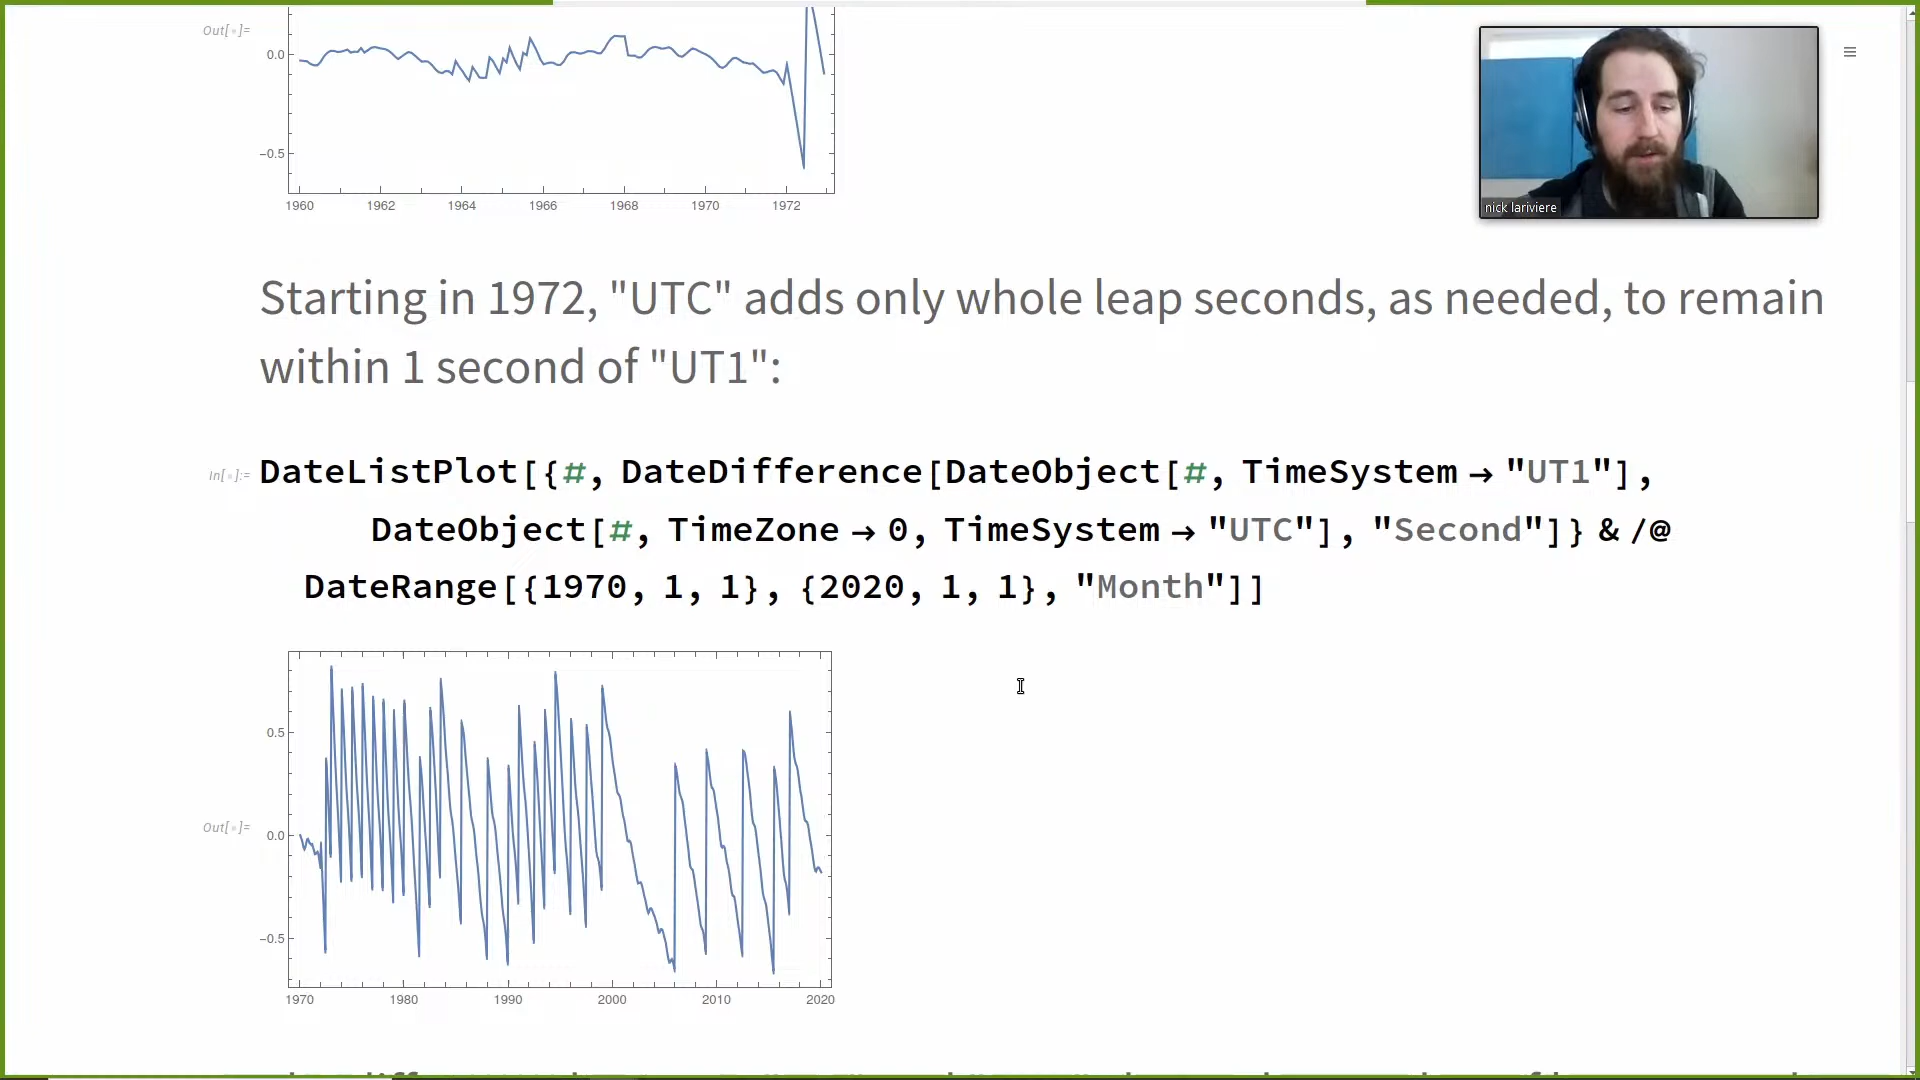 Out[•]=
0.0
-0.5
1960 1962 1964 1966 1968 1970 1972
nick lariviere
Starting in 1972, "UTC" adds only whole leap seconds, as needed, to remain
within 1 second of "UT1":
In[•]:= DateListPlot[{#, DateDifference[DateObject[#, TimeSystem → "UT1"],
DateObject[#, TimeZone → 0, TimeSystem → "UTC"], "Second"]} & /@
DateRange[{1970, 1, 1}, {2020, 1, 1}, "Month"]]
0.5
Out[•]= 0.0
-0.5
1970 1980 1990 2000 2010 2020